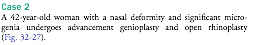 Case 2
A 42-year-old woman with a nasal deformity and significant micro-
genia undergoes advancement genioplasty and open rhinoplasty
(Fig. 32-27).